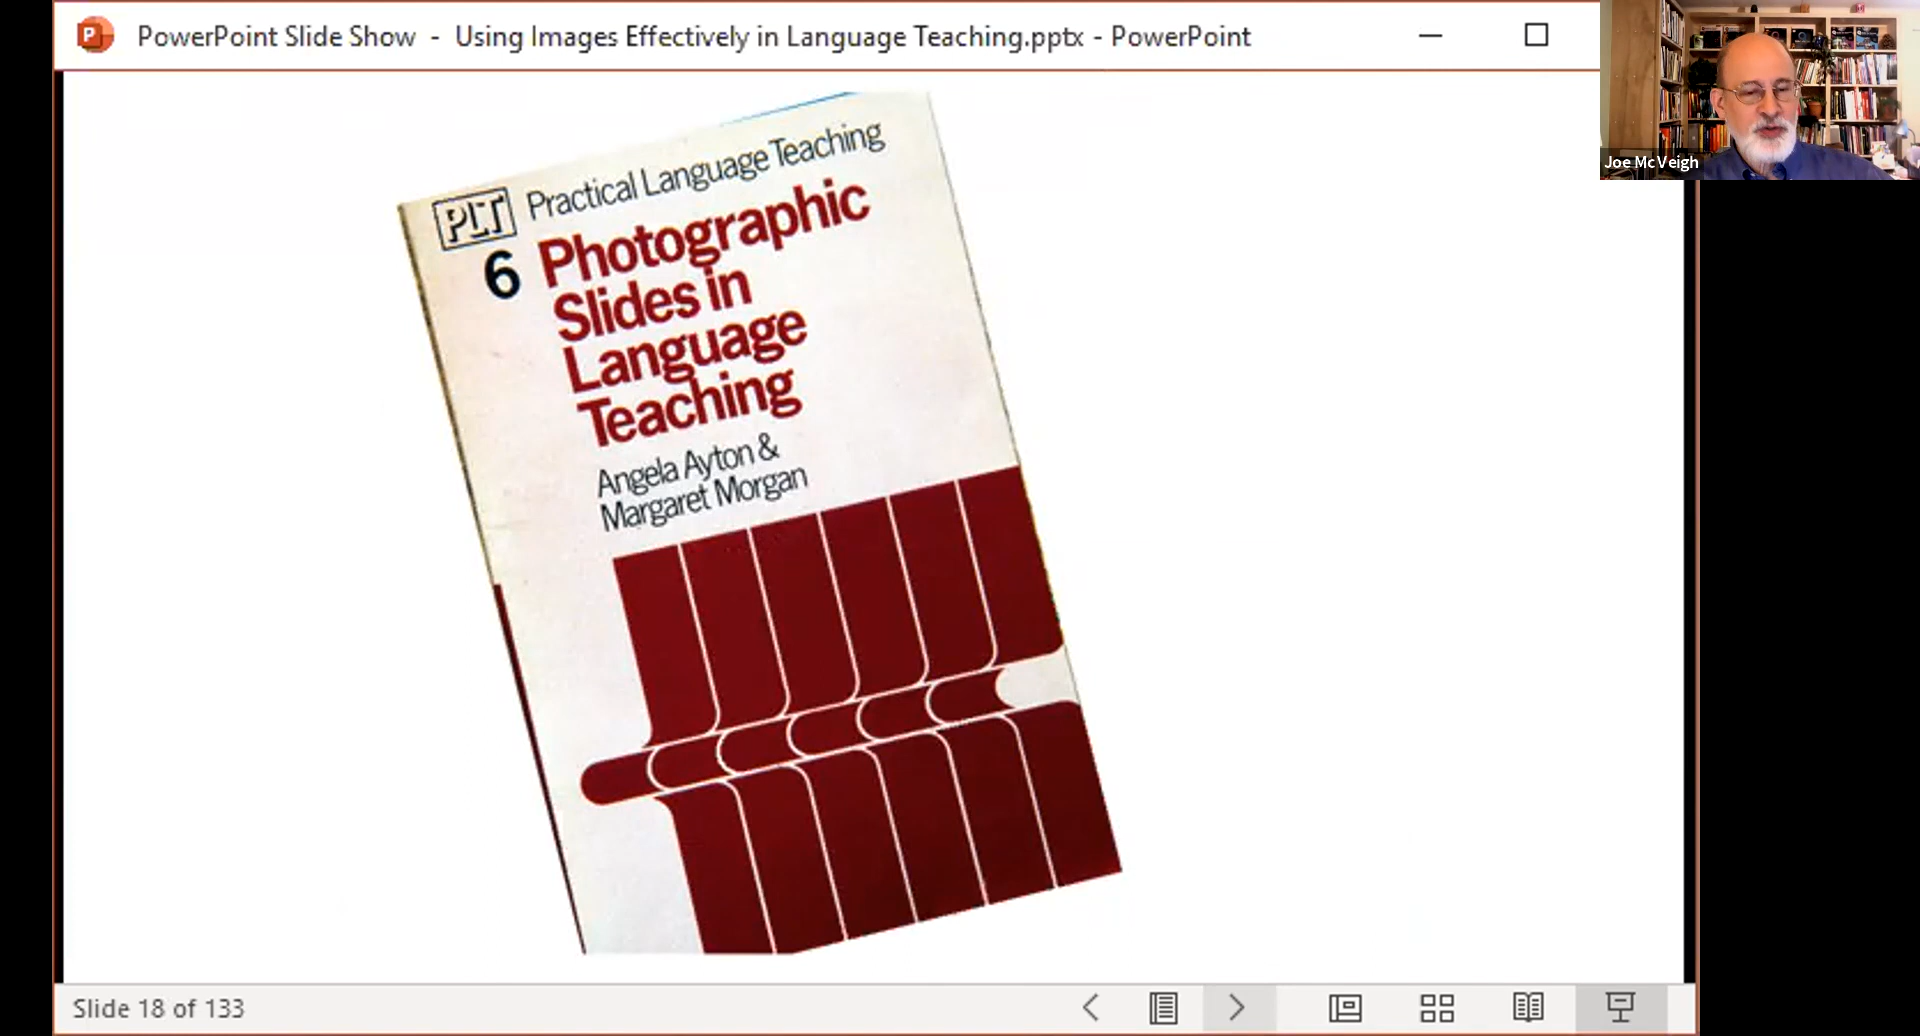 PowerPoint Slide Show - Using Images Effectively in Language Teaching.pptx - PowerPoint
Joe McVeigh
PLT Practical Language Teaching
6 Photographic
Slides in
Language
Teaching
Angela Ayton &
Margaret Morgan
Slide 18 of 133